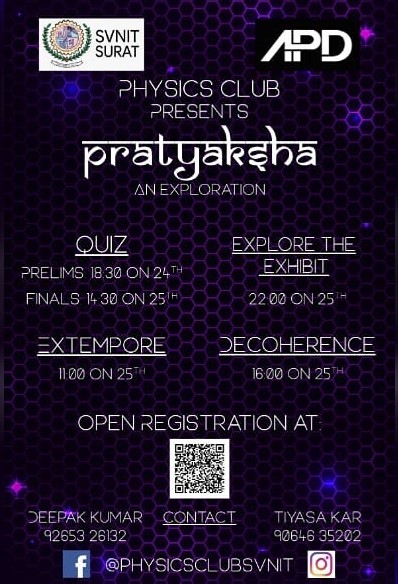 SVNIT
SURAT
APD
PHYSICS CLUB
PRESENTS
pratyaksha
AN EXPLORATION
QUIZ
PRELIMS 18:30 ON 24TH
FINALS 14:30 ON 25TH
EXPLORE THE
EXHIBIT
22:00 ON 25TH
EXTEMPORE
11:00 ON 25TH
DECOHERENCE
16:00 ON 25TH
OPEN REGISTRATION AT:
CONTACT
DEEPAK KUMAR
92653 26132
TIYASA KAR
90646 35202
f @PHYSICSCLUBSVNIT